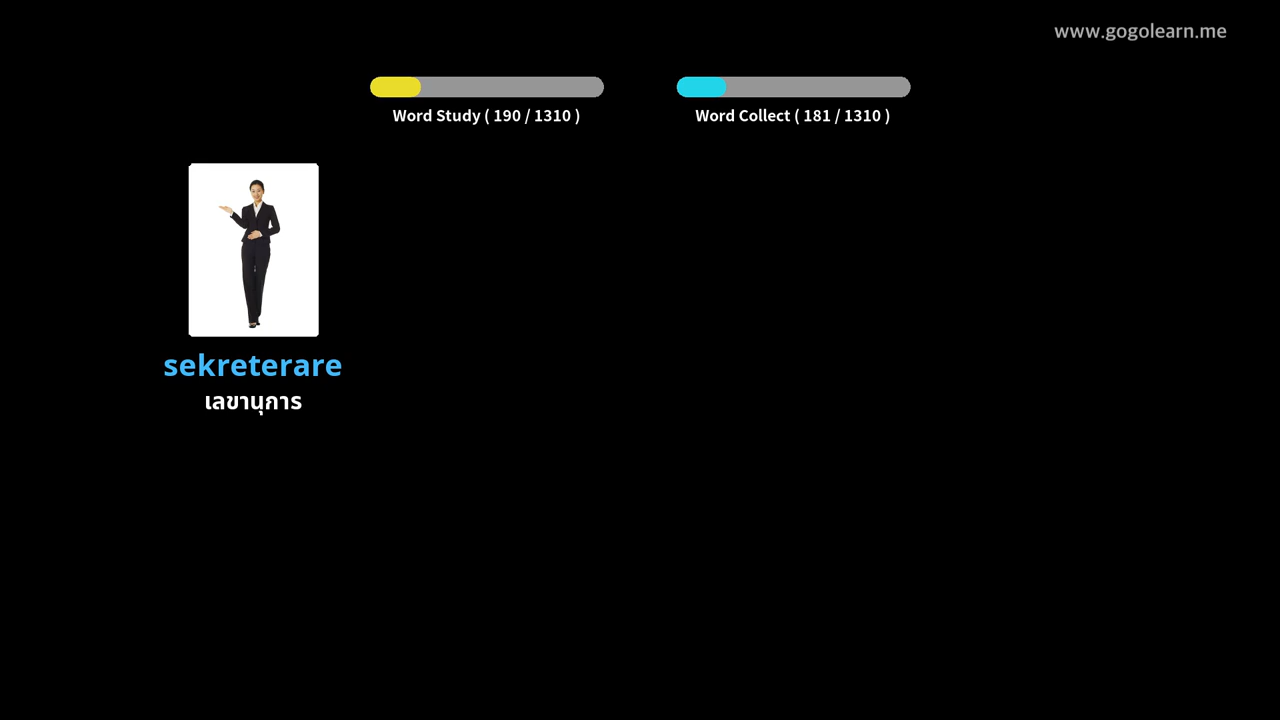 www.gogolearn.me
Word Study ( 190 / 1310 )
Word Collect ( 181 / 1310 )
sekreterare
เลขานุการ